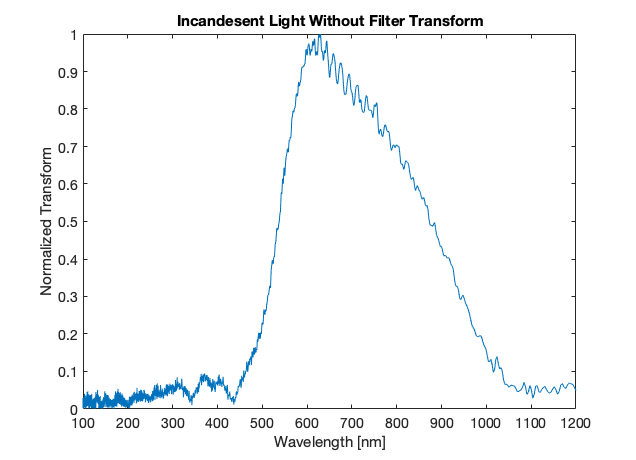 Incandesent Light Without Filter Transform
1
0.9
0.8
0.7
0.6
0.5
0.4
0.3
0.2
0.1
0
Normalized Transform
100 200 300 400 500 600 700 800 900 1000 1100 1200
Wavelength [nm]